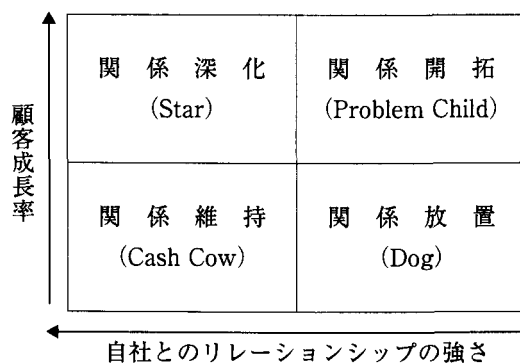 顧客成長率
関係深化
(Star)
関係開拓
(Problem Child)
関係維持
(Cash Cow)
関係放置
(Dog)
自社とのリレーションシップの強さ